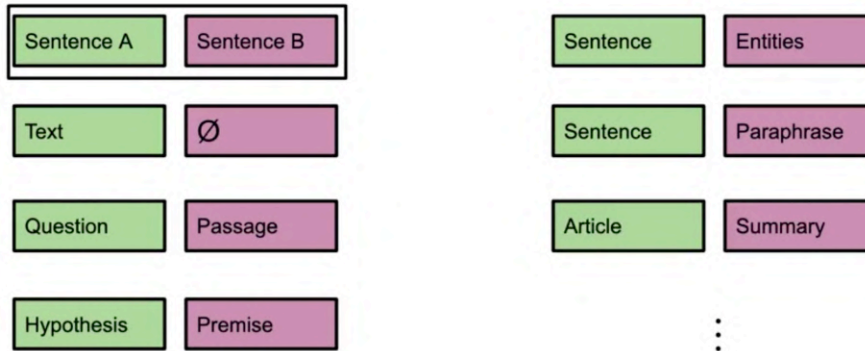 Sentence A Sentence B
Text Ø
Question Passage
Hypothesis Premise
Sentence Entities
Sentence Paraphrase
Article Summary